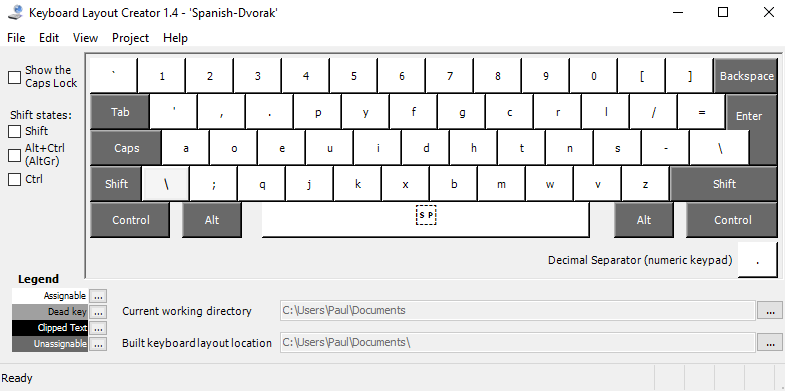 Keyboard Layout Creator 1.4 - 'Spanish-Dvorak'
File Edit View Project Help
Show the
Caps Lock
Shift states:
Shift
Alt+Ctrl
(AltGr)
Ctrl
` 1 2 3 4 5 6 7 8 9 0 [ ] Backspace
Tab ' , . p y f g c r l / = Enter
Caps a o e u i d h t n s - \
Shift \ ; q j k x b m w v z Shift
Control Alt SP Alt Control
Decimal Separator (numeric keypad) .
Legend
Assignable ...
Dead key ...
Clipped Text ...
Unassignable ...
Current working directory C:\Users\Paul\Documents ...
Built keyboard layout location C:\Users\Paul\Documents\ ...
Ready